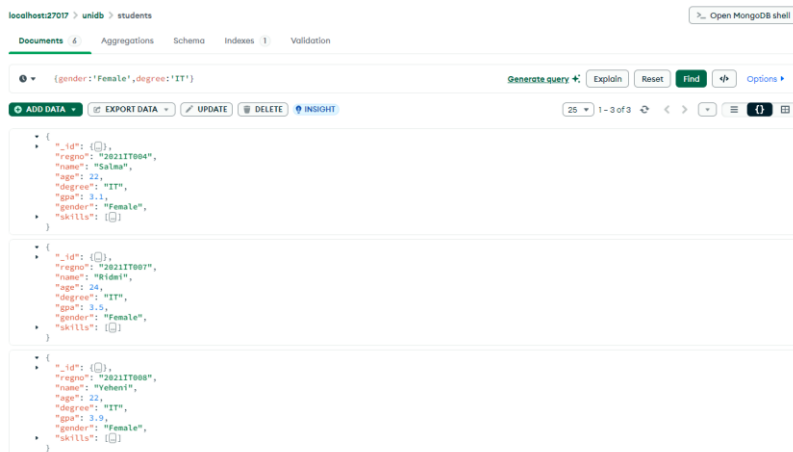 localhost:27017 > unidb > students
>_ Open MongoDB shell
Documents 6 Aggregations Schema Indexes 1 Validation
{gender:'Female',degree:'IT'}
Generate query Explain Reset Find </> Options
ADD DATA EXPORT DATA UPDATE DELETE INSIGHT 25 1 – 3 of 3 {}
{
"_id": {…},
"regno": "2021IT004",
"name": "Salma",
"age": 22,
"degree": "IT",
"gpa": 3.1,
"gender": "Female",
"skills": […]
}
{
"_id": {…},
"regno": "2021IT007",
"name": "Ridmi",
"age": 24,
"degree": "IT",
"gpa": 3.5,
"gender": "Female",
"skills": […]
}
{
"_id": {…},
"regno": "2021IT008",
"name": "Yeheni",
"age": 22,
"degree": "IT",
"gpa": 3.9,
"gender": "Female",
"skills": […]
}